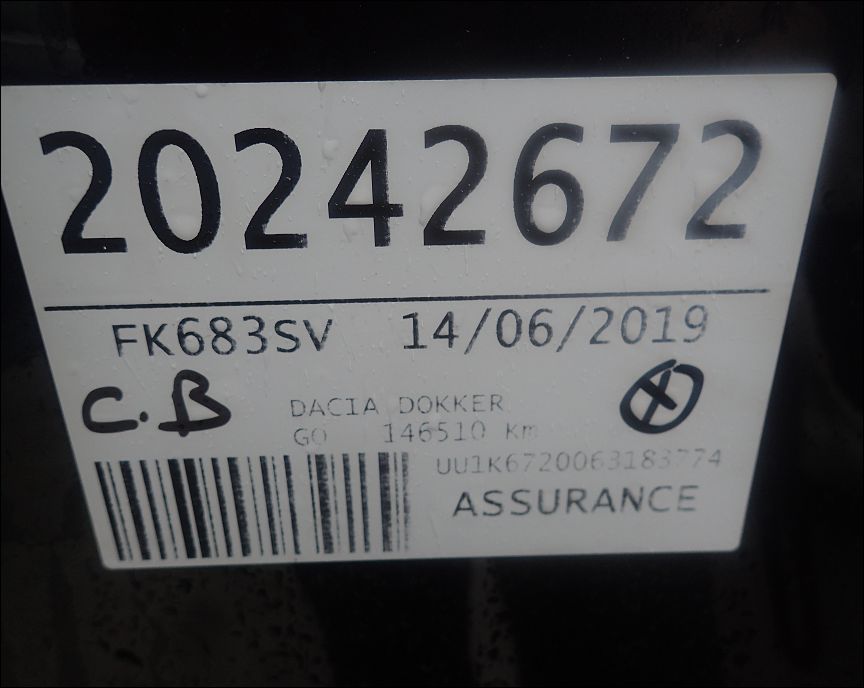 20242672
FK683SV 14/06/2019
C.B X
DACIA DOKKER
GO 146510 Km
UU1K6720063183774
ASSURANCE